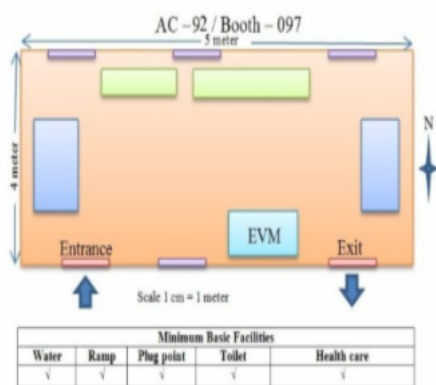 AC – 92 / Booth – 097
5 meter
4 meter
N
EVM
Entrance
Exit
Scale 1 cm = 1 meter
Minimum Basic Facilities
Water Ramp Plug point Toilet Health care
√ √ √ √ √